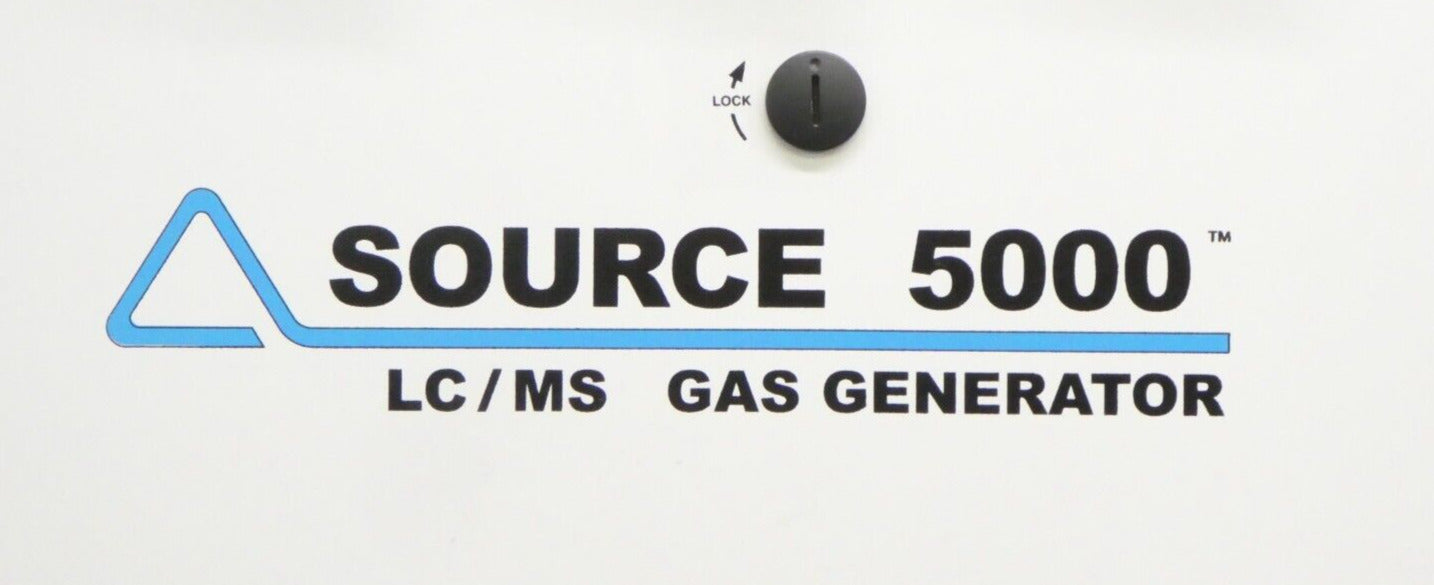 LOCK
SOURCE 5000™
LC/MS GAS GENERATOR